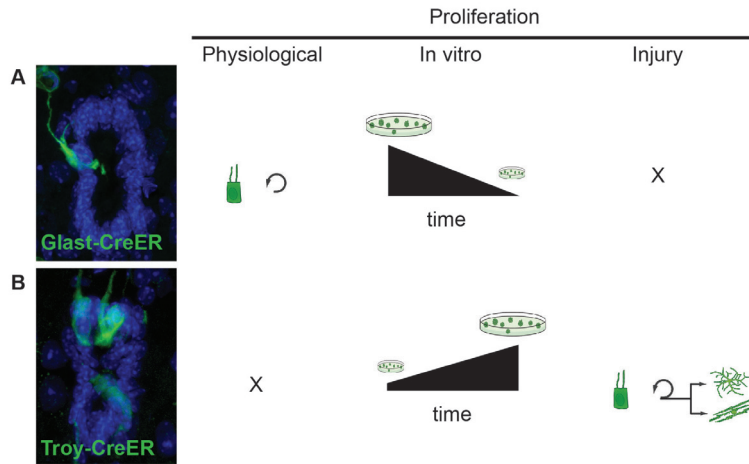 Proliferation
Physiological In vitro Injury
A
Glast-CreER
time
X
B
Troy-CreER
X
time